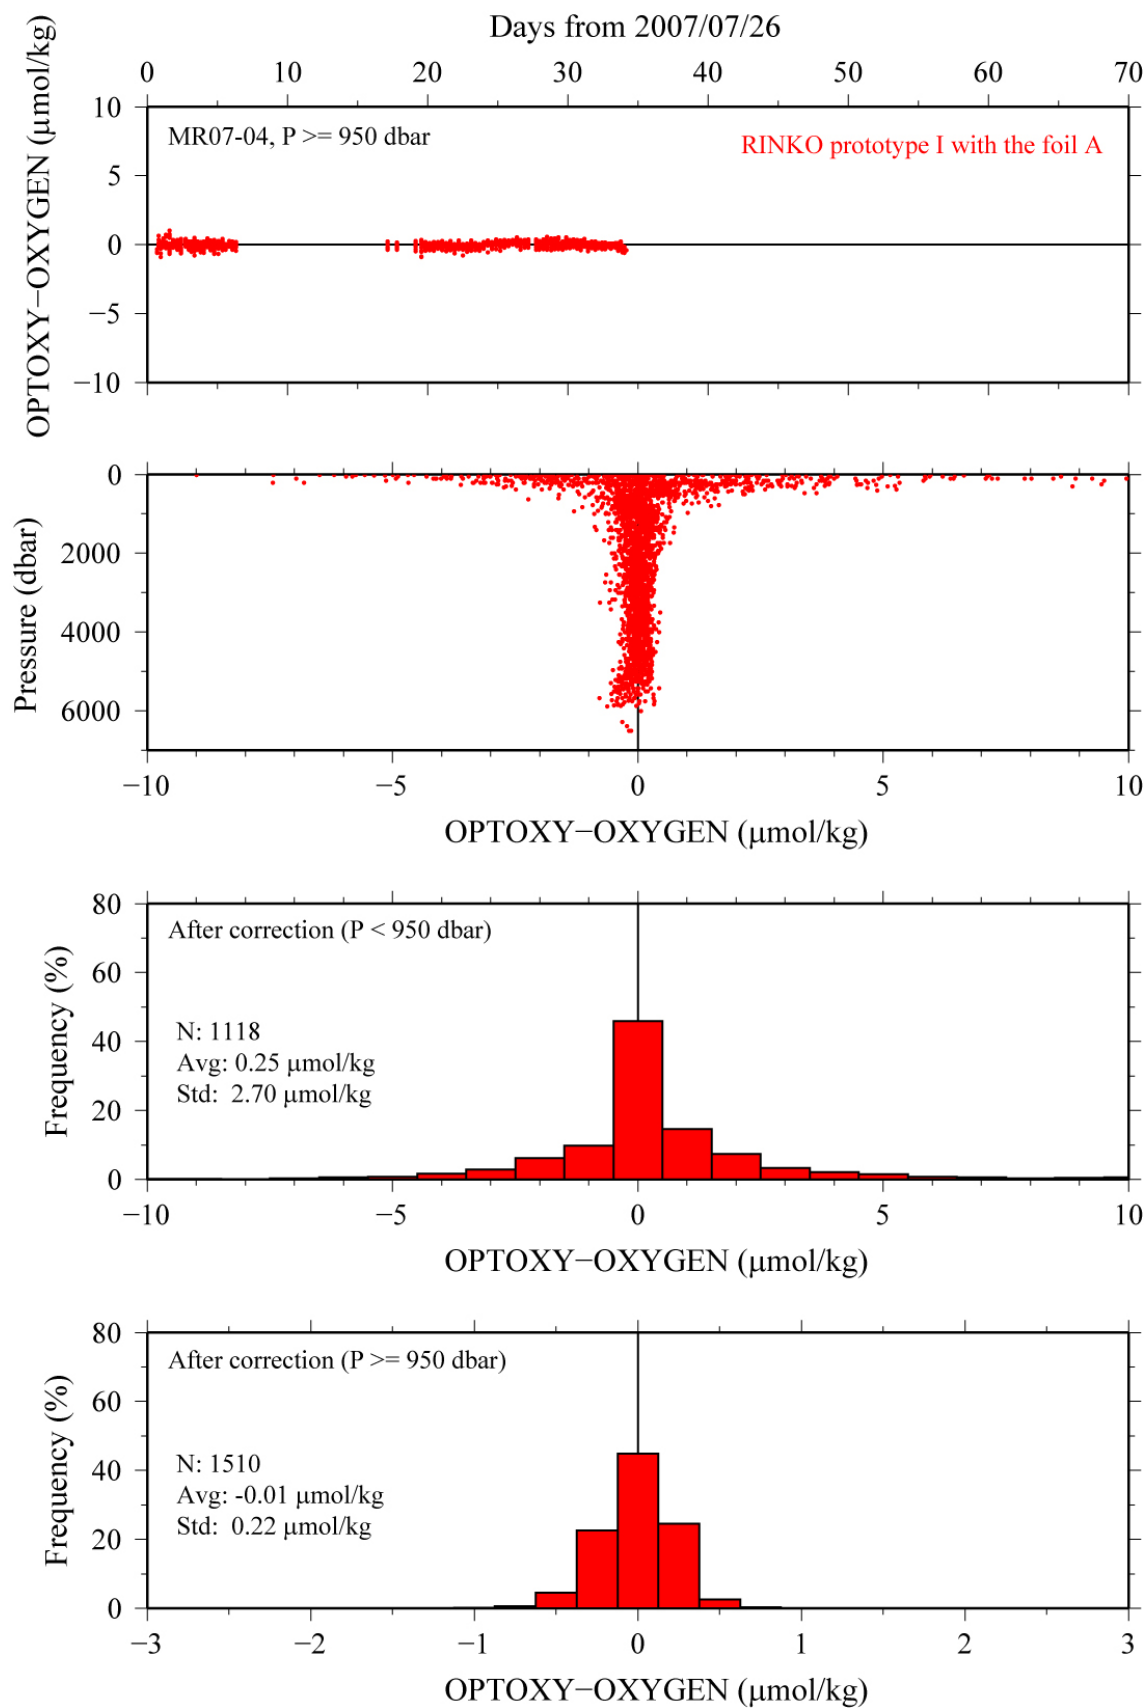 Days from 2007/07/26
0 10 20 30 40 50 60 70
OPTOXY−OXYGEN (μmol/kg)
10
5
0
−5
−10
MR07-04, P >= 950 dbar
RINKO prototype I with the foil A
Pressure (dbar)
0
2000
4000
6000
−10 −5 0 5 10
OPTOXY−OXYGEN (μmol/kg)
Frequency (%)
80
60
40
20
0
After correction (P < 950 dbar)
N: 1118
Avg: 0.25 μmol/kg
Std: 2.70 μmol/kg
−10 −5 0 5 10
OPTOXY−OXYGEN (μmol/kg)
Frequency (%)
80
60
40
20
0
After correction (P >= 950 dbar)
N: 1510
Avg: -0.01 μmol/kg
Std: 0.22 μmol/kg
−3 −2 −1 0 1 2 3
OPTOXY−OXYGEN (μmol/kg)